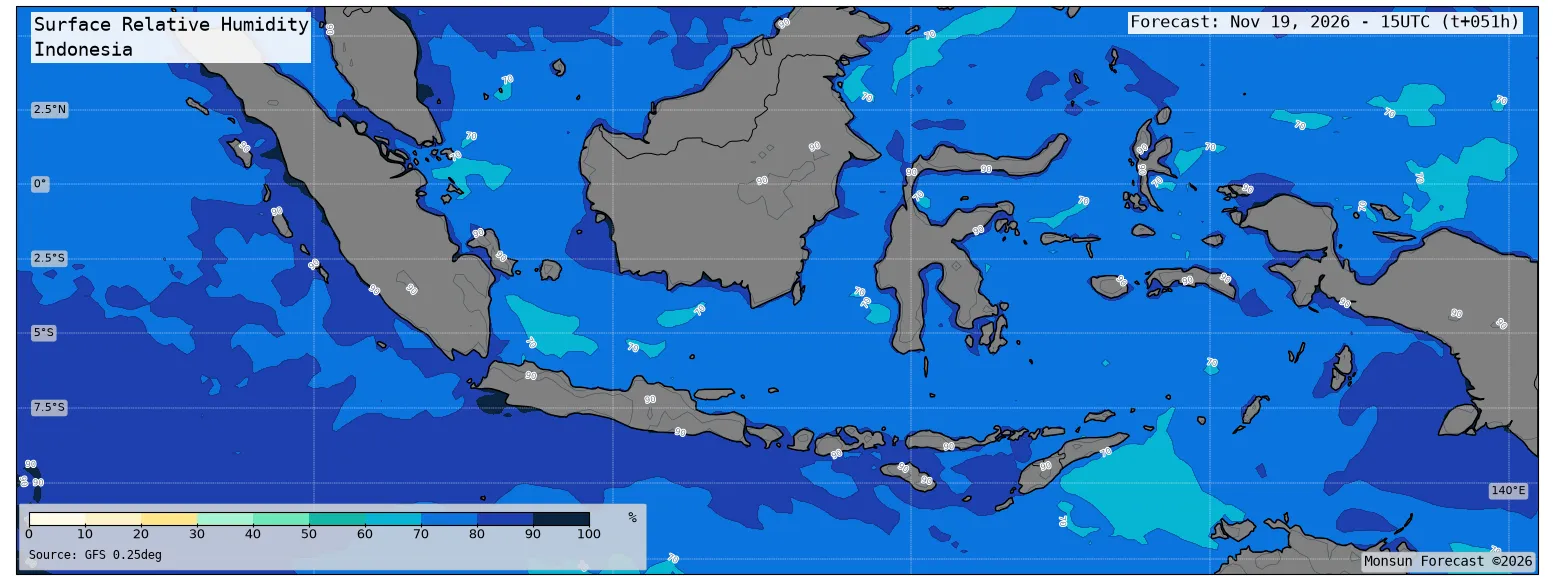 Surface Relative Humidity
Indonesia
Forecast: Nov 19, 2026 - 15UTC (t+051h)
2.5°N
0°
2.5°S
5°S
7.5°S
140°E
0 10 20 30 40 50 60 70 80 90 100
%
Source: GFS 0.25deg
Monsun Forecast ©2026